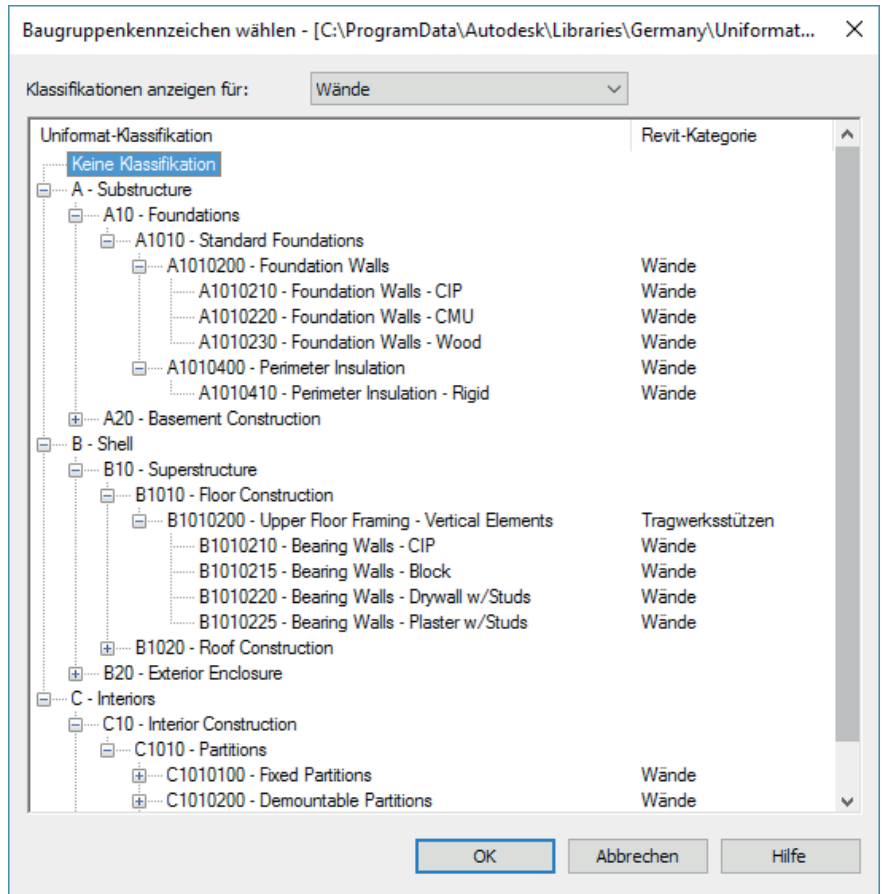 Baugruppenkennzeichen wählen - [C:\ProgramData\Autodesk\Libraries\Germany\Uniformat...
Klassifikationen anzeigen für: Wände
Uniformat-Klassifikation Revit-Kategorie
Keine Klassifikation
A - Substructure
A10 - Foundations
A1010 - Standard Foundations
A1010200 - Foundation Walls Wände
A1010210 - Foundation Walls - CIP Wände
A1010220 - Foundation Walls - CMU Wände
A1010230 - Foundation Walls - Wood Wände
A1010400 - Perimeter Insulation Wände
A1010410 - Perimeter Insulation - Rigid Wände
A20 - Basement Construction
B - Shell
B10 - Superstructure
B1010 - Floor Construction
B1010200 - Upper Floor Framing - Vertical Elements Tragwerksstützen
B1010210 - Bearing Walls - CIP Wände
B1010215 - Bearing Walls - Block Wände
B1010220 - Bearing Walls - Drywall w/Studs Wände
B1010225 - Bearing Walls - Plaster w/Studs Wände
B1020 - Roof Construction
B20 - Exterior Enclosure
C - Interiors
C10 - Interior Construction
C1010 - Partitions
C1010100 - Fixed Partitions Wände
C1010200 - Demountable Partitions Wände
OK Abbrechen Hilfe